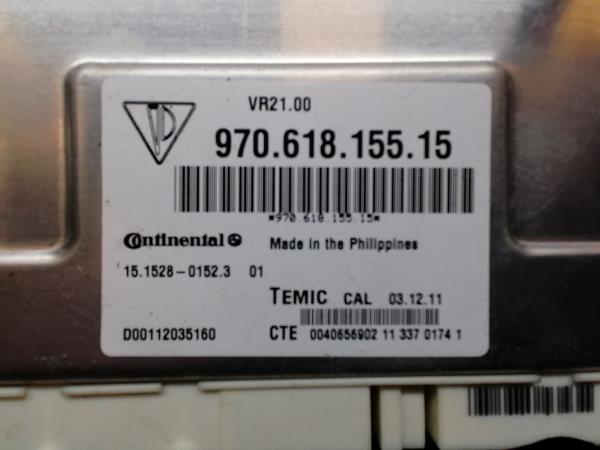 VR21.00
970.618.155.15
*970.618.155.15*
Continental Made in the Philippines
15.1528-0152.3 01
TEMIC CAL 03.12.11
D00112035160 CTE 0040656902 11 337 0174 1